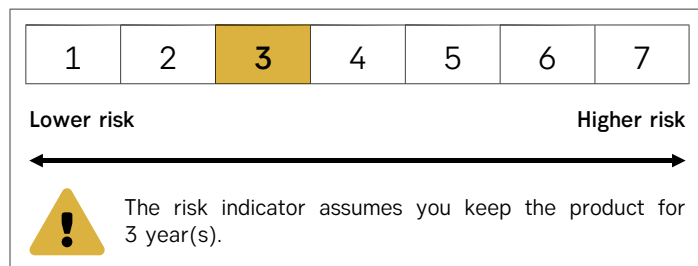 1 2 3 4 5 6 7
Lower risk Higher risk
The risk indicator assumes you keep the product for
3 year(s).